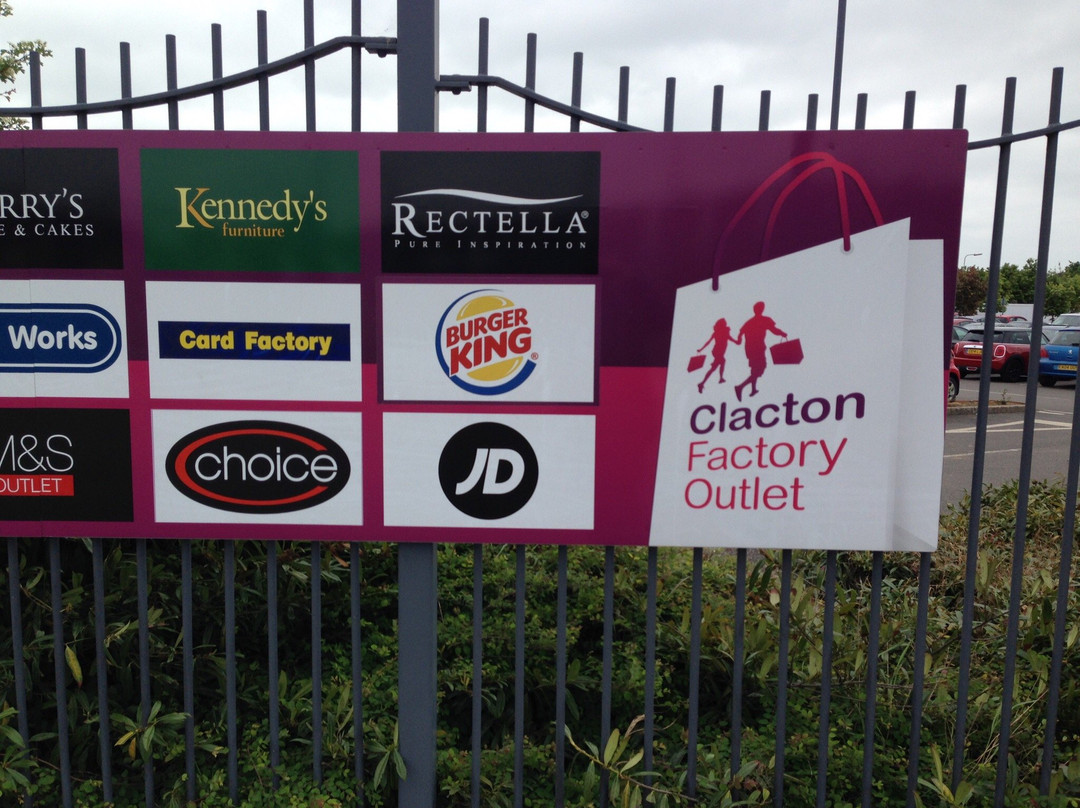 RRY'S
E & CAKES
Kennedy's
furniture
RECTELLA®
PURE INSPIRATION
Works
Card Factory
BURGER
KING®
M&S
OUTLET
choice
JD
Clacton
Factory
Outlet